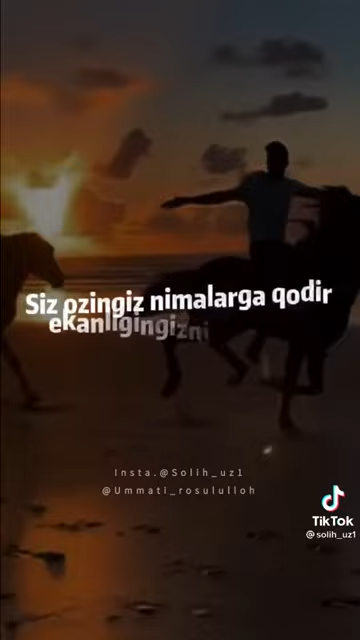 Siz ozingiz nimalarga qodir
ekanligingizni
Insta.@Solih_uz1
@Ummati_rosululloh
TikTok
@solih_uz1